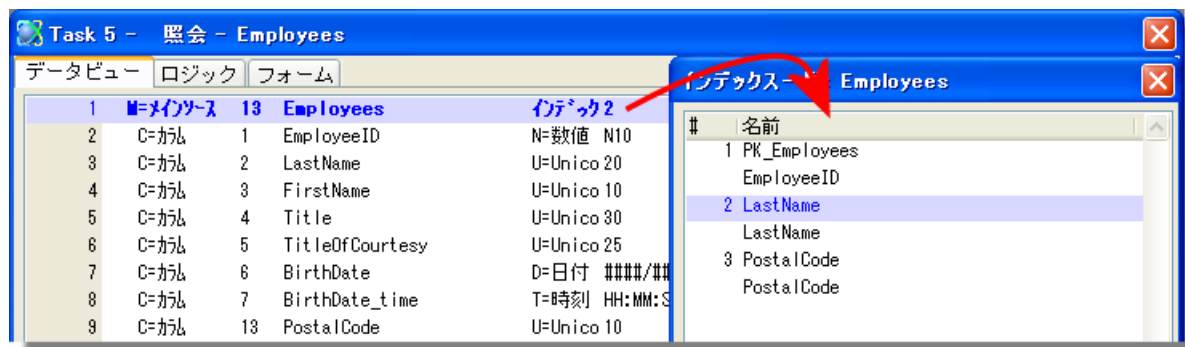 Task 5 - 照会 - Employees
データビュー ロジック フォーム
1 M=メインソース 13 Employees インデック 2
2 C=カラム 1 EmployeeID N=数値 N10
3 C=カラム 2 LastName U=Unico 20
4 C=カラム 3 FirstName U=Unico 10
5 C=カラム 4 Title U=Unico 30
6 C=カラム 5 TitleOfCourtesy U=Unico 25
7 C=カラム 6 BirthDate D=日付 ####/##
8 C=カラム 7 BirthDate_time T=時刻 HH:MM:S
9 C=カラム 13 PostalCode U=Unico 10
インデックス - Employees
# 名前
1 PK_Employees
EmployeeID
2 LastName
LastName
3 PostalCode
PostalCode